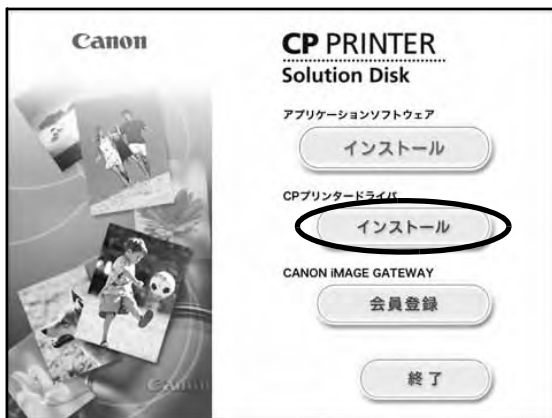 Canon
CP PRINTER
Solution Disk
アプリケーションソフトウェア
インストール
CPプリンタードライバ
インストール
CANON iMAGE GATEWAY
会員登録
終了
Canon